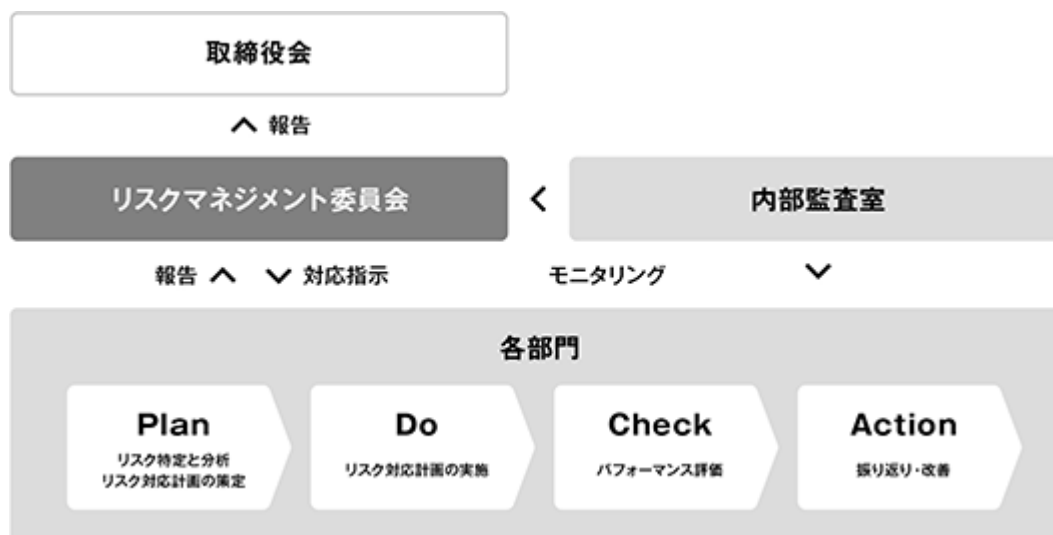 取締役会
報告
リスクマネジメント委員会
内部監査室
報告
対応指示
モニタリング
各部門
Plan
リスク特定と分析
リスク対応計画の策定
Do
リスク対応計画の実施
Check
パフォーマンス評価
Action
振り返り・改善